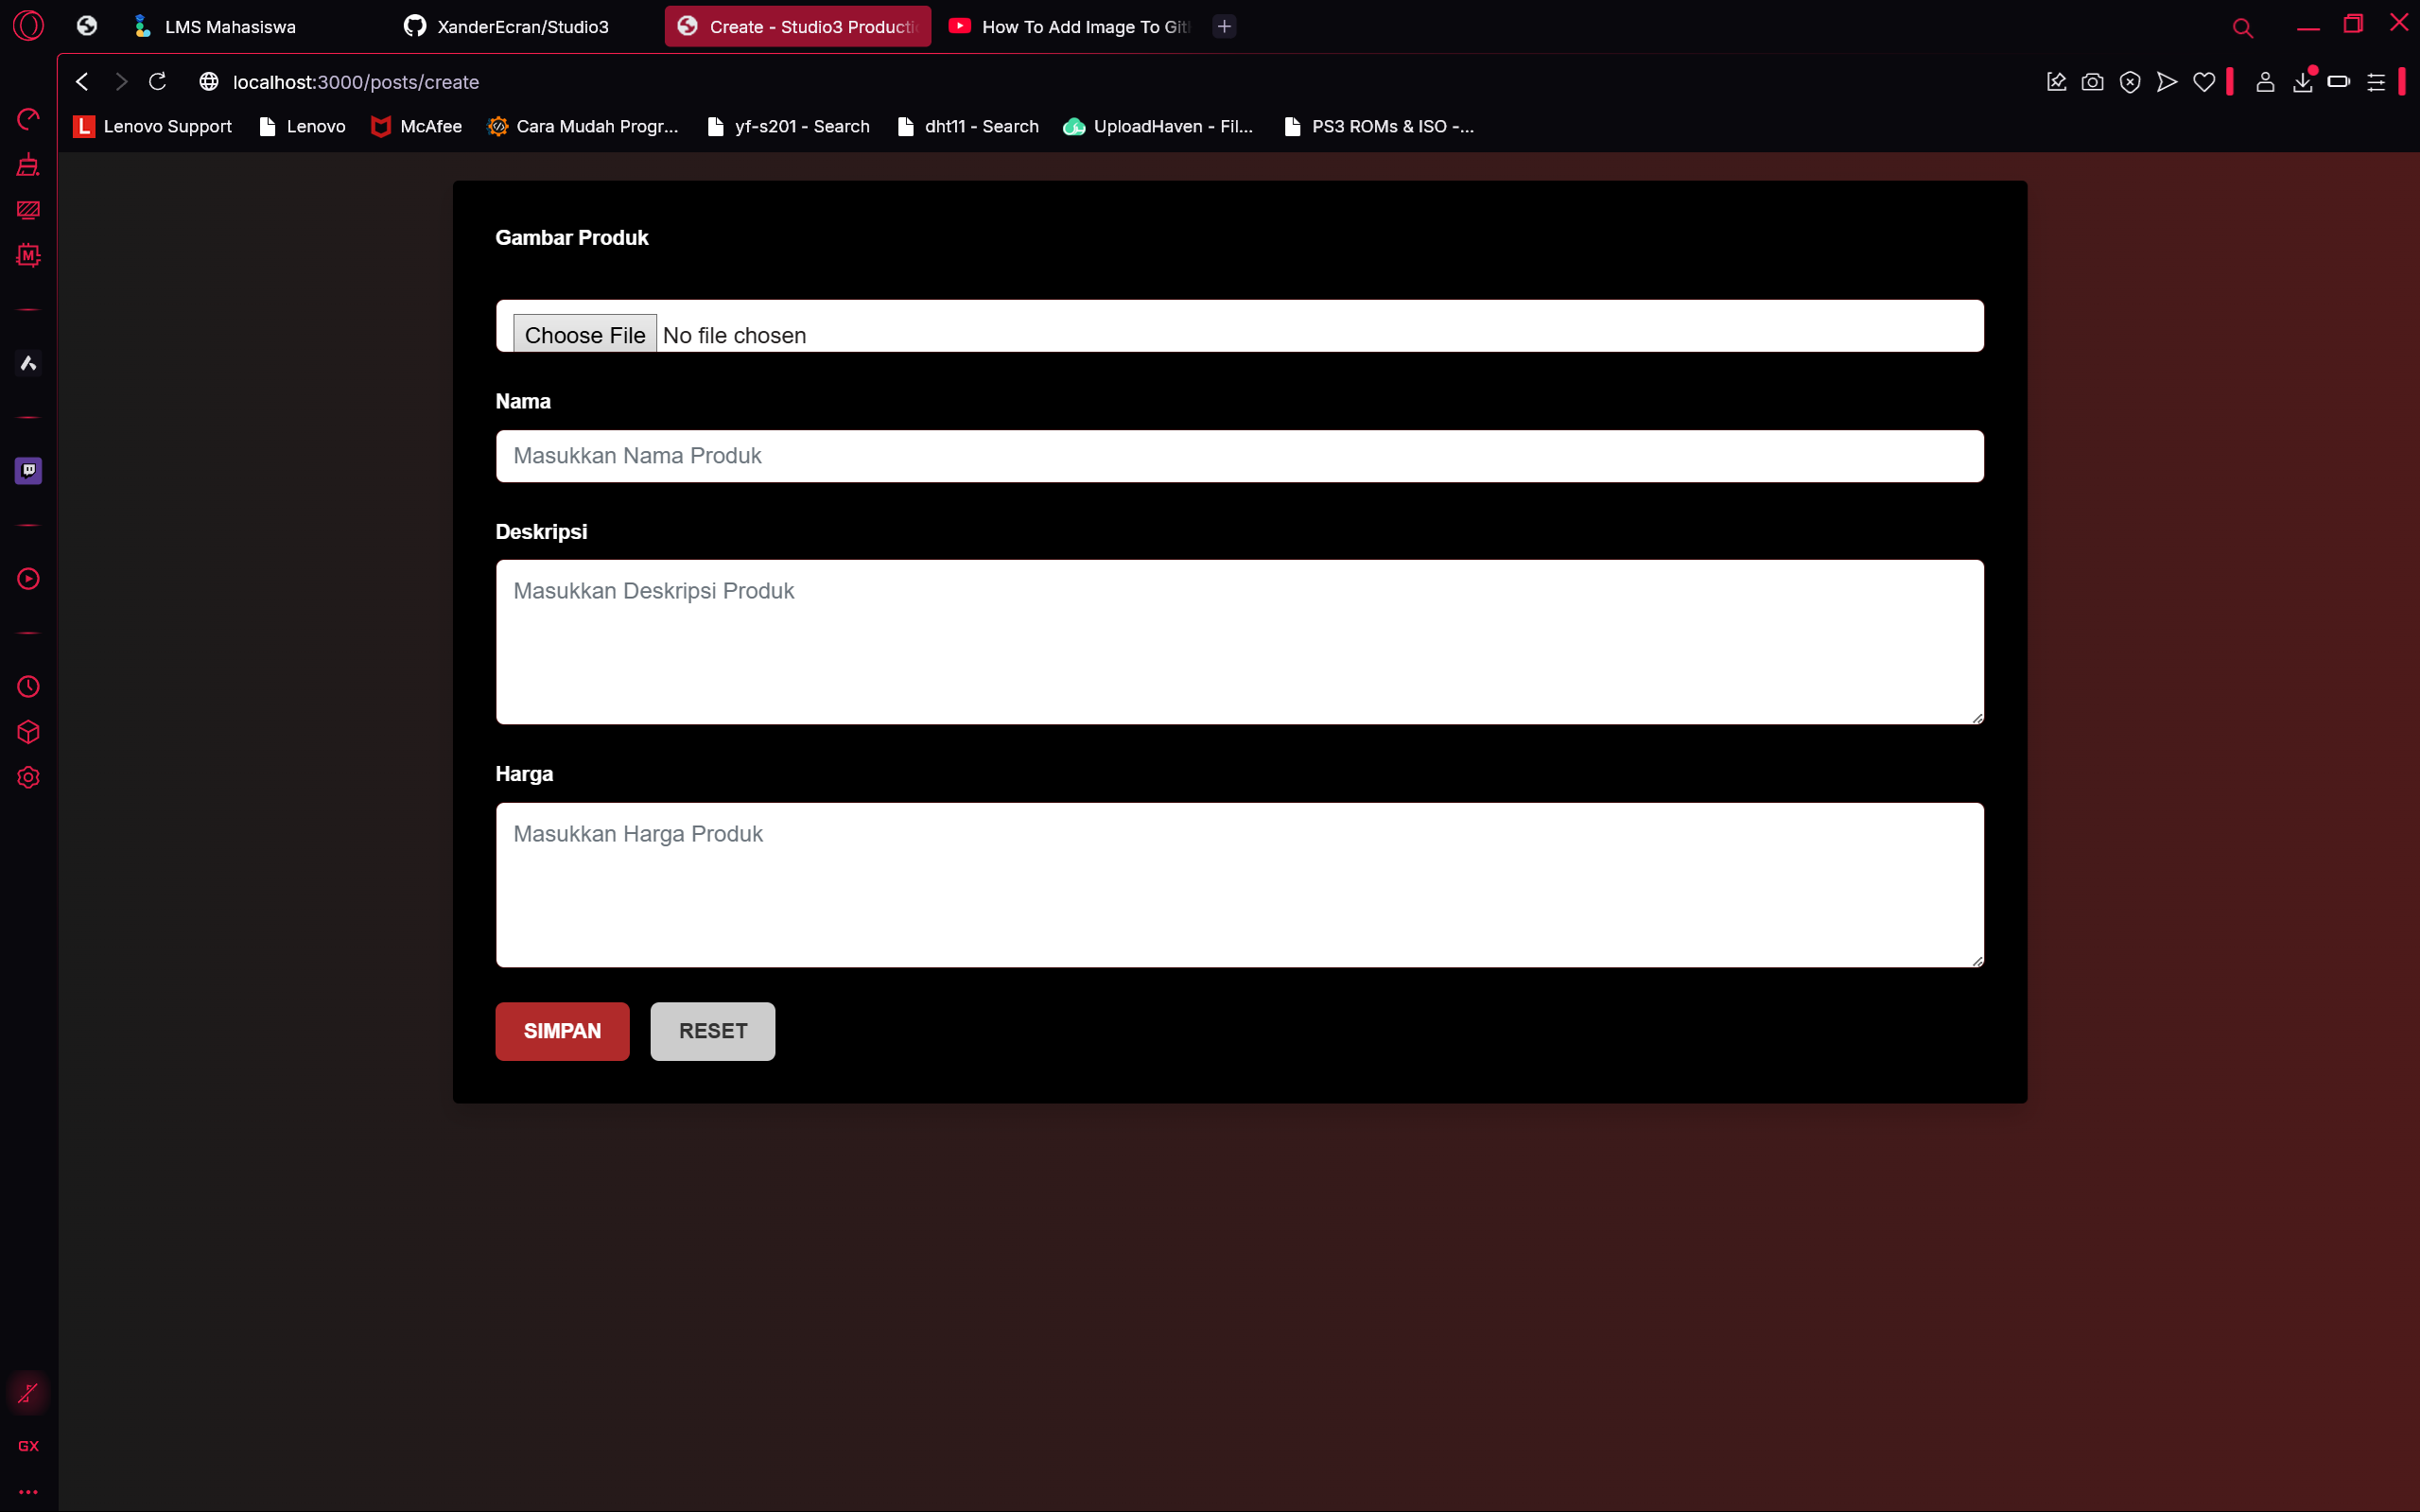 LMS Mahasiswa
XanderEcran/Studio3
Create - Studio3 Producti
How To Add Image To Git
localhost:3000/posts/create
L Lenovo Support
Lenovo
McAfee
Cara Mudah Progr...
yf-s201 - Search
dht11 - Search
UploadHaven - Fil...
PS3 ROMs & ISO -...
M
Gambar Produk
Choose File No file chosen
Nama
Masukkan Nama Produk
Deskripsi
Masukkan Deskripsi Produk
Harga
Masukkan Harga Produk
SIMPAN RESET
GX